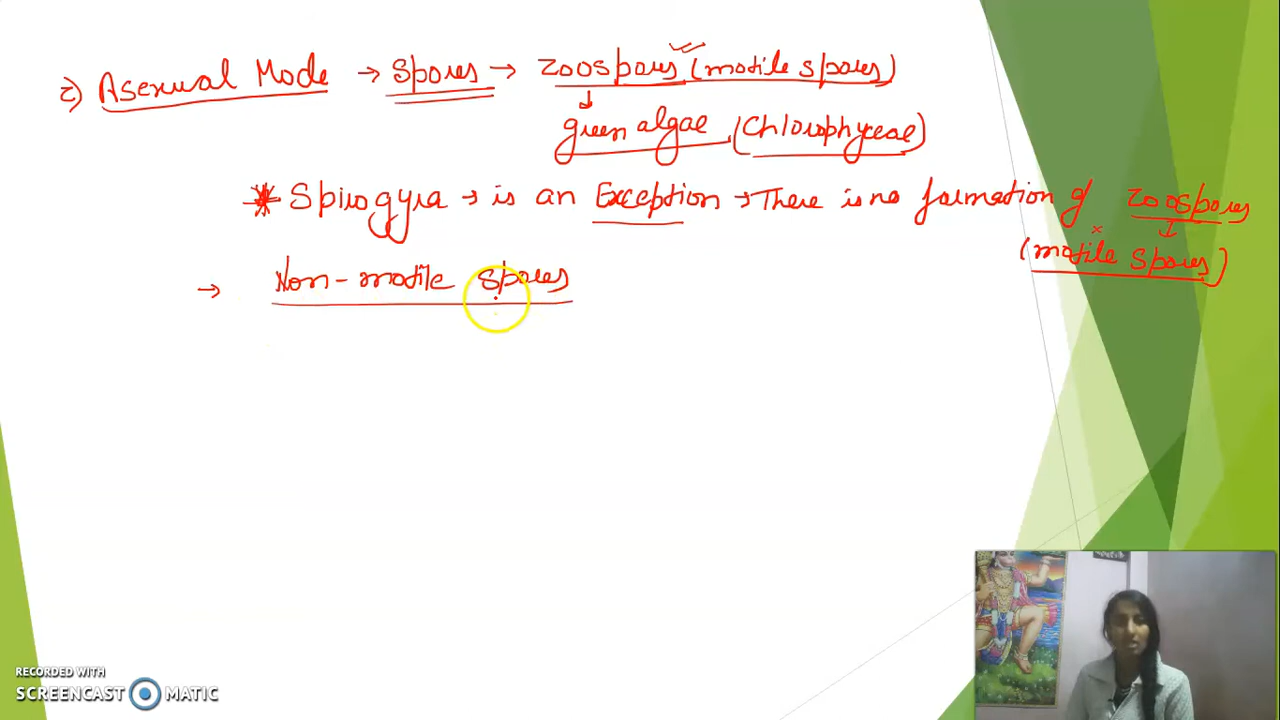 2) Asexual Mode → Spores → Zoospores (motile spores)
↓
green algae (Chlorophyceae)
* Spirogyra → is an Exception → There is no formation of zoospores
↓
(motile spores)
→ Non-motile spores
RECORDED WITH
SCREENCAST MATIC